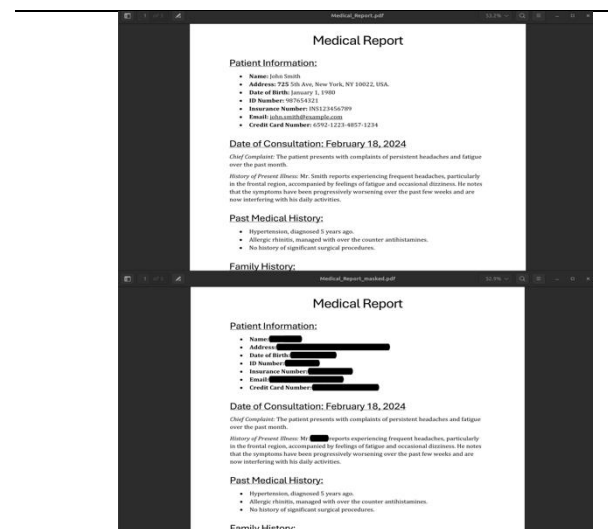 Medical_Report.pdf
Medical Report
Patient Information:
• Name: John Smith
• Address: 725 5th Ave, New York, NY 10022, USA.
• Date of Birth: January 1, 1980
• ID Number: 987654321
• Insurance Number: INS123456789
• Email: john.smith@example.com
• Credit Card Number: 6592-1223-4857-1234
Date of Consultation: February 18, 2024
Chief Complaint: The patient presents with complaints of persistent headaches and fatigue
over the past month.
History of Present Illness: Mr. Smith reports experiencing frequent headaches, particularly
in the frontal region, accompanied by feelings of fatigue and occasional dizziness. He notes
that the symptoms have been progressively worsening over the past few weeks and are
now interfering with his daily activities.
Past Medical History:
• Hypertension, diagnosed 5 years ago.
• Allergic rhinitis, managed with over the counter antihistamines.
• No history of significant surgical procedures.
Family History:
Medical_Report_masked.pdf
Medical Report
Patient Information:
• Name:
• Address:
• Date of Birth:
• ID Number:
• Insurance Number:
• Email:
• Credit Card Number:
Date of Consultation: February 18, 2024
Chief Complaint: The patient presents with complaints of persistent headaches and fatigue
over the past month.
History of Present Illness: Mr. reports experiencing frequent headaches, particularly
in the frontal region, accompanied by feelings of fatigue and occasional dizziness. He notes
that the symptoms have been progressively worsening over the past few weeks and are
now interfering with his daily activities.
Past Medical History:
• Hypertension, diagnosed 5 years ago.
• Allergic rhinitis, managed with over the counter antihistamines.
• No history of significant surgical procedures.
Family History: